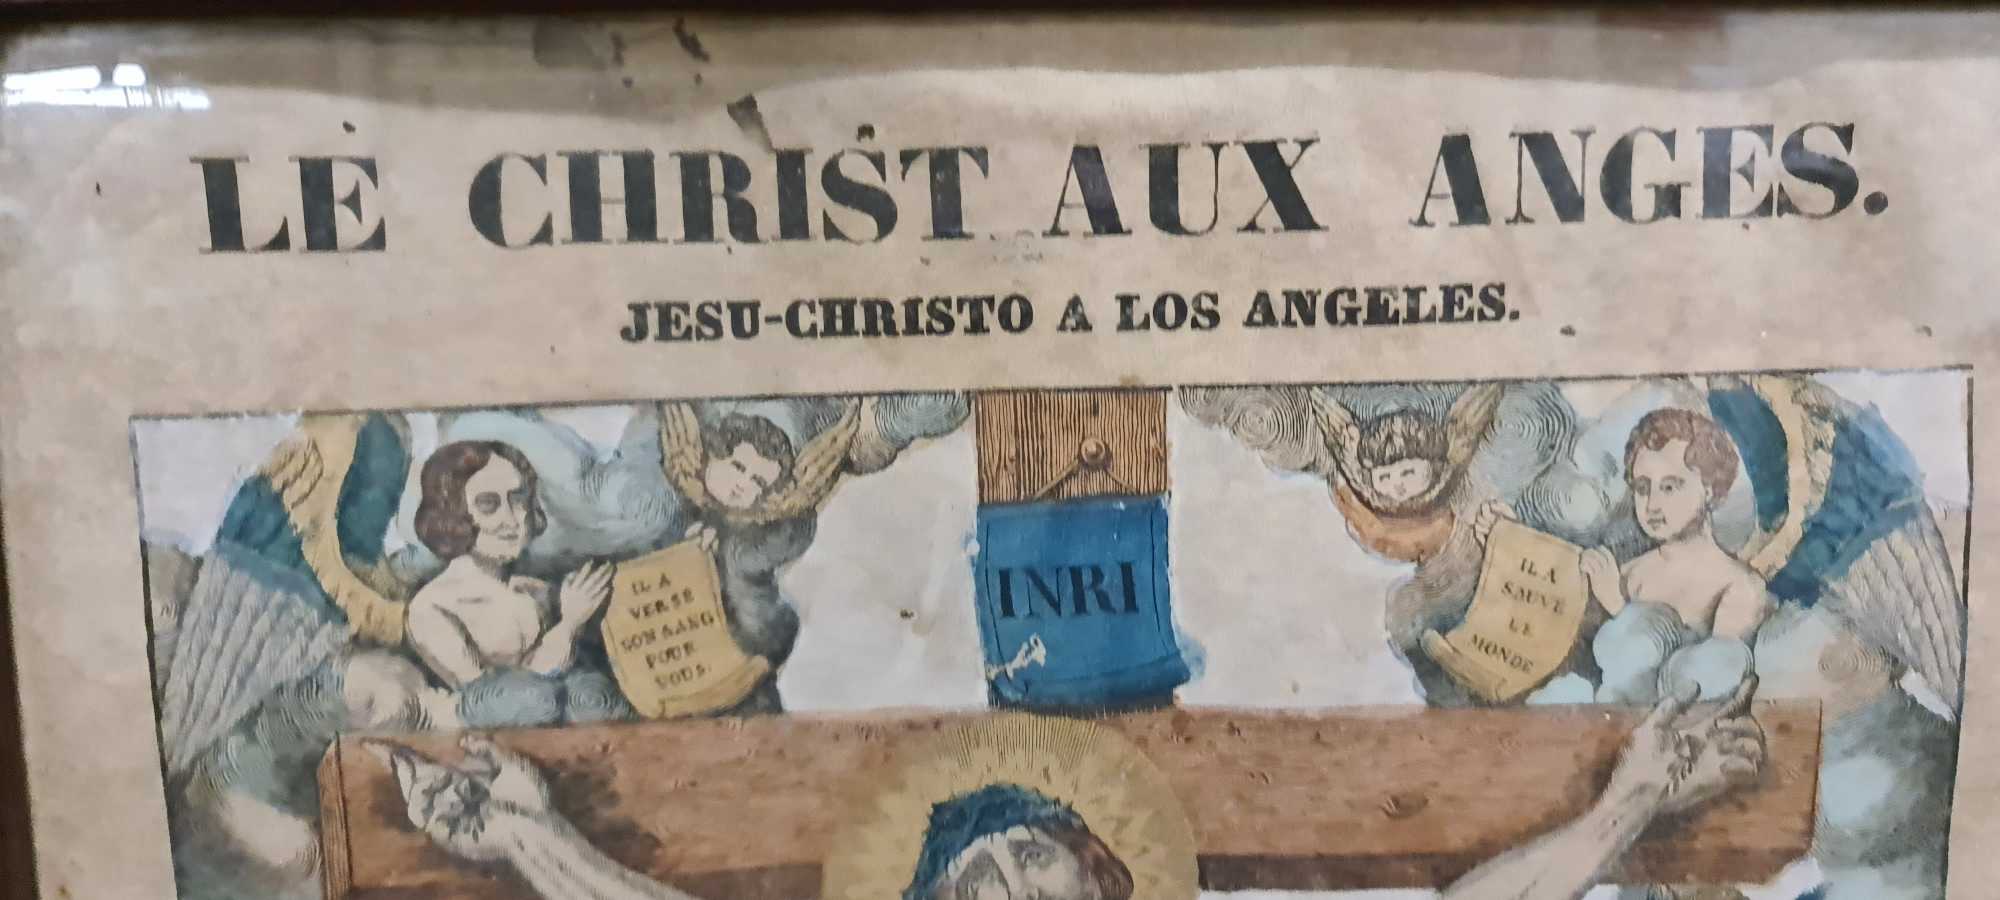 LE CHRIST AUX ANGES.
JESU-CHRISTO A LOS ANGELES.
INRI
IL A
VERSÉ
SON SANG
POUR
VOUS.
IL A
SAUVÉ
LE
MONDE